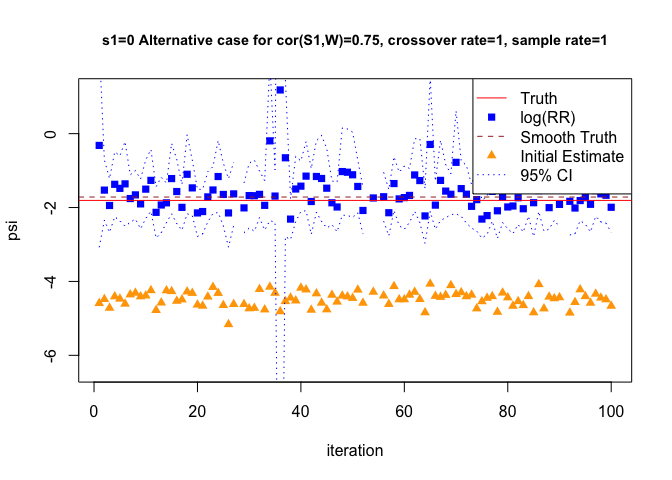 s1=0 Alternative case for cor(S1,W)=0.75, crossover rate=1, sample rate=1
Truth
log(RR)
Smooth Truth
Initial Estimate
95% CI
psi
0
-2
-4
-6
0 20 40 60 80 100
iteration